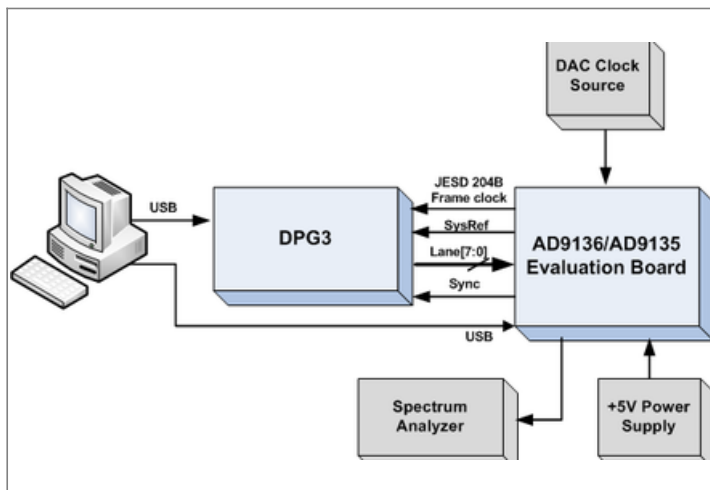 DAC Clock
Source
USB
DPG3
JESD 204B
Frame clock
SysRef
Lane[7:0]
Sync
AD9136/AD9135
Evaluation Board
USB
Spectrum
Analyzer
+5V Power
Supply